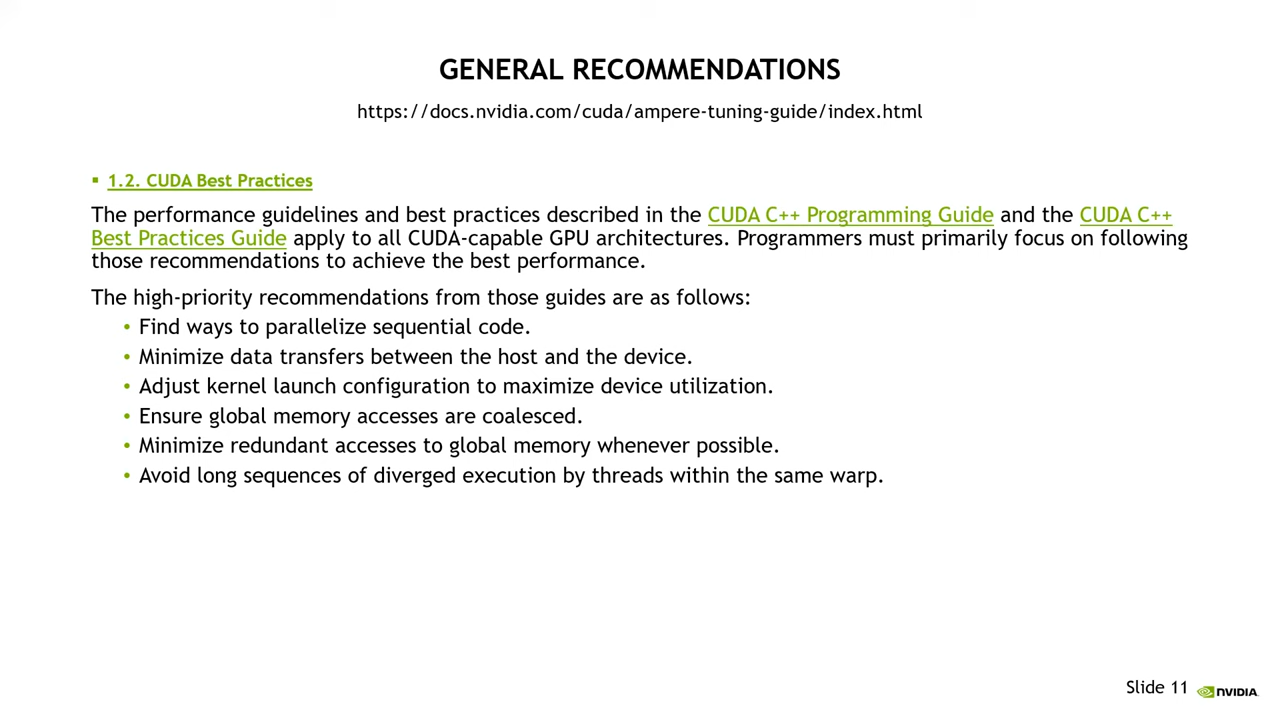 GENERAL RECOMMENDATIONS
https://docs.nvidia.com/cuda/ampere-tuning-guide/index.html
▪ 1.2. CUDA Best Practices
The performance guidelines and best practices described in the CUDA C++ Programming Guide and the CUDA C++
Best Practices Guide apply to all CUDA-capable GPU architectures. Programmers must primarily focus on following
those recommendations to achieve the best performance.
The high-priority recommendations from those guides are as follows:
• Find ways to parallelize sequential code.
• Minimize data transfers between the host and the device.
• Adjust kernel launch configuration to maximize device utilization.
• Ensure global memory accesses are coalesced.
• Minimize redundant accesses to global memory whenever possible.
• Avoid long sequences of diverged execution by threads within the same warp.
Slide 11 NVIDIA.